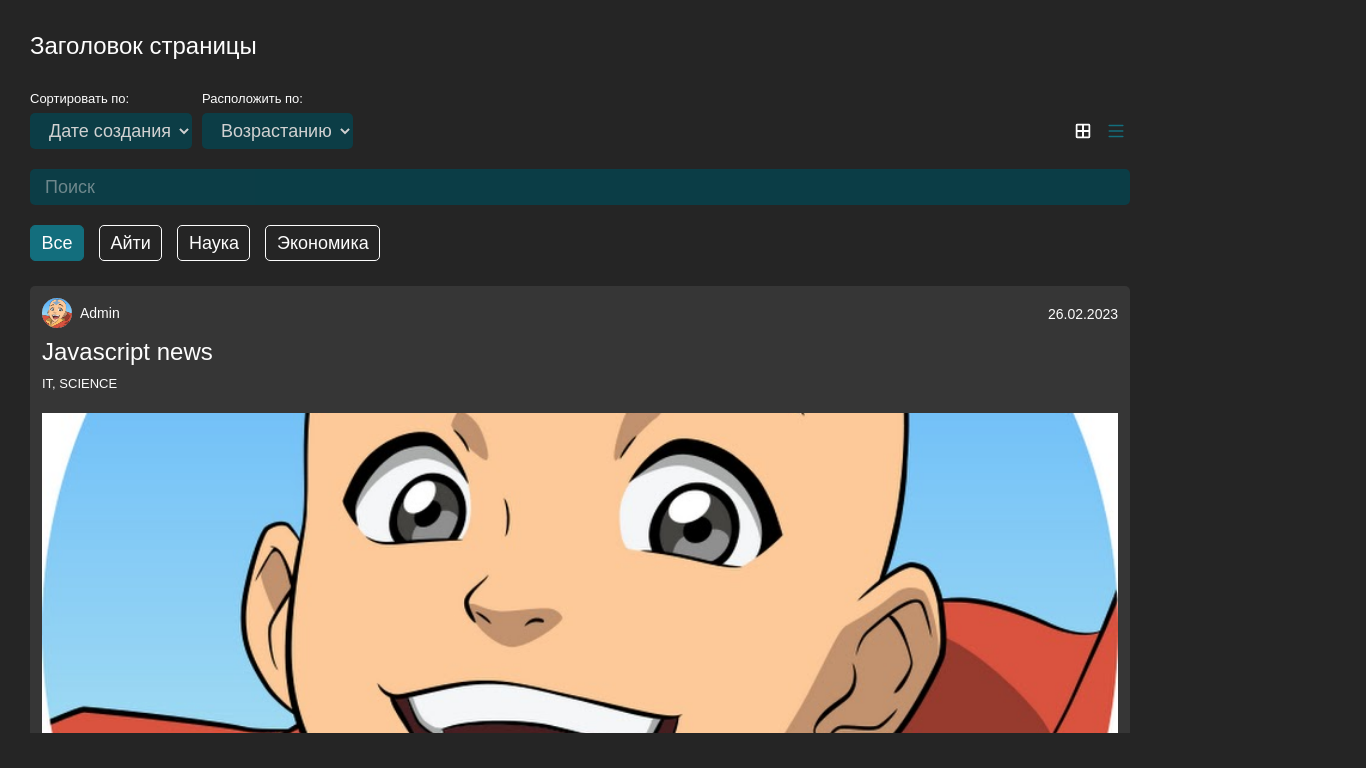 Заголовок страницы
Сортировать по: Расположить по:
Дате создания Возрастанию
Поиск
Все Айти Наука Экономика
Admin 26.02.2023
Javascript news
IT, SCIENCE